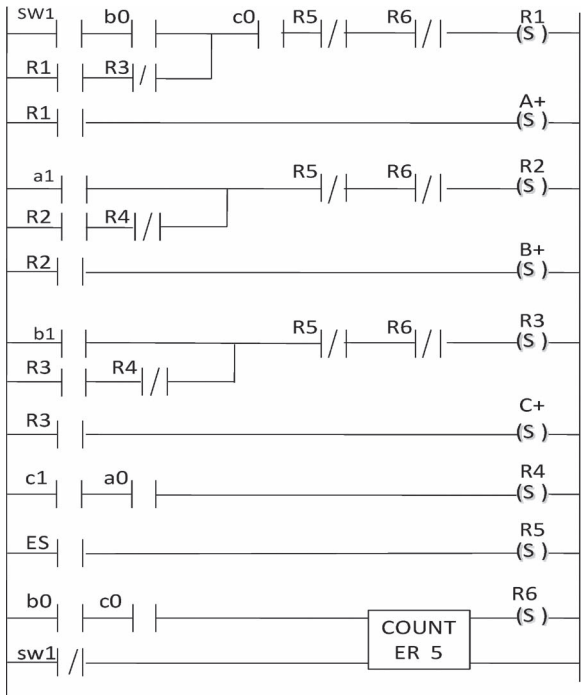 sw1 b0 c0 R5 R6 R1
(S)
R1 R3
R1 A+
(S)
a1 R5 R6 R2
(S)
R2 R4
R2 B+
(S)
b1 R5 R6 R3
(S)
R3 R4
R3 C+
(S)
c1 a0 R4
(S)
ES R5
(S)
b0 c0 R6
(S)
COUNT
ER 5
sw1